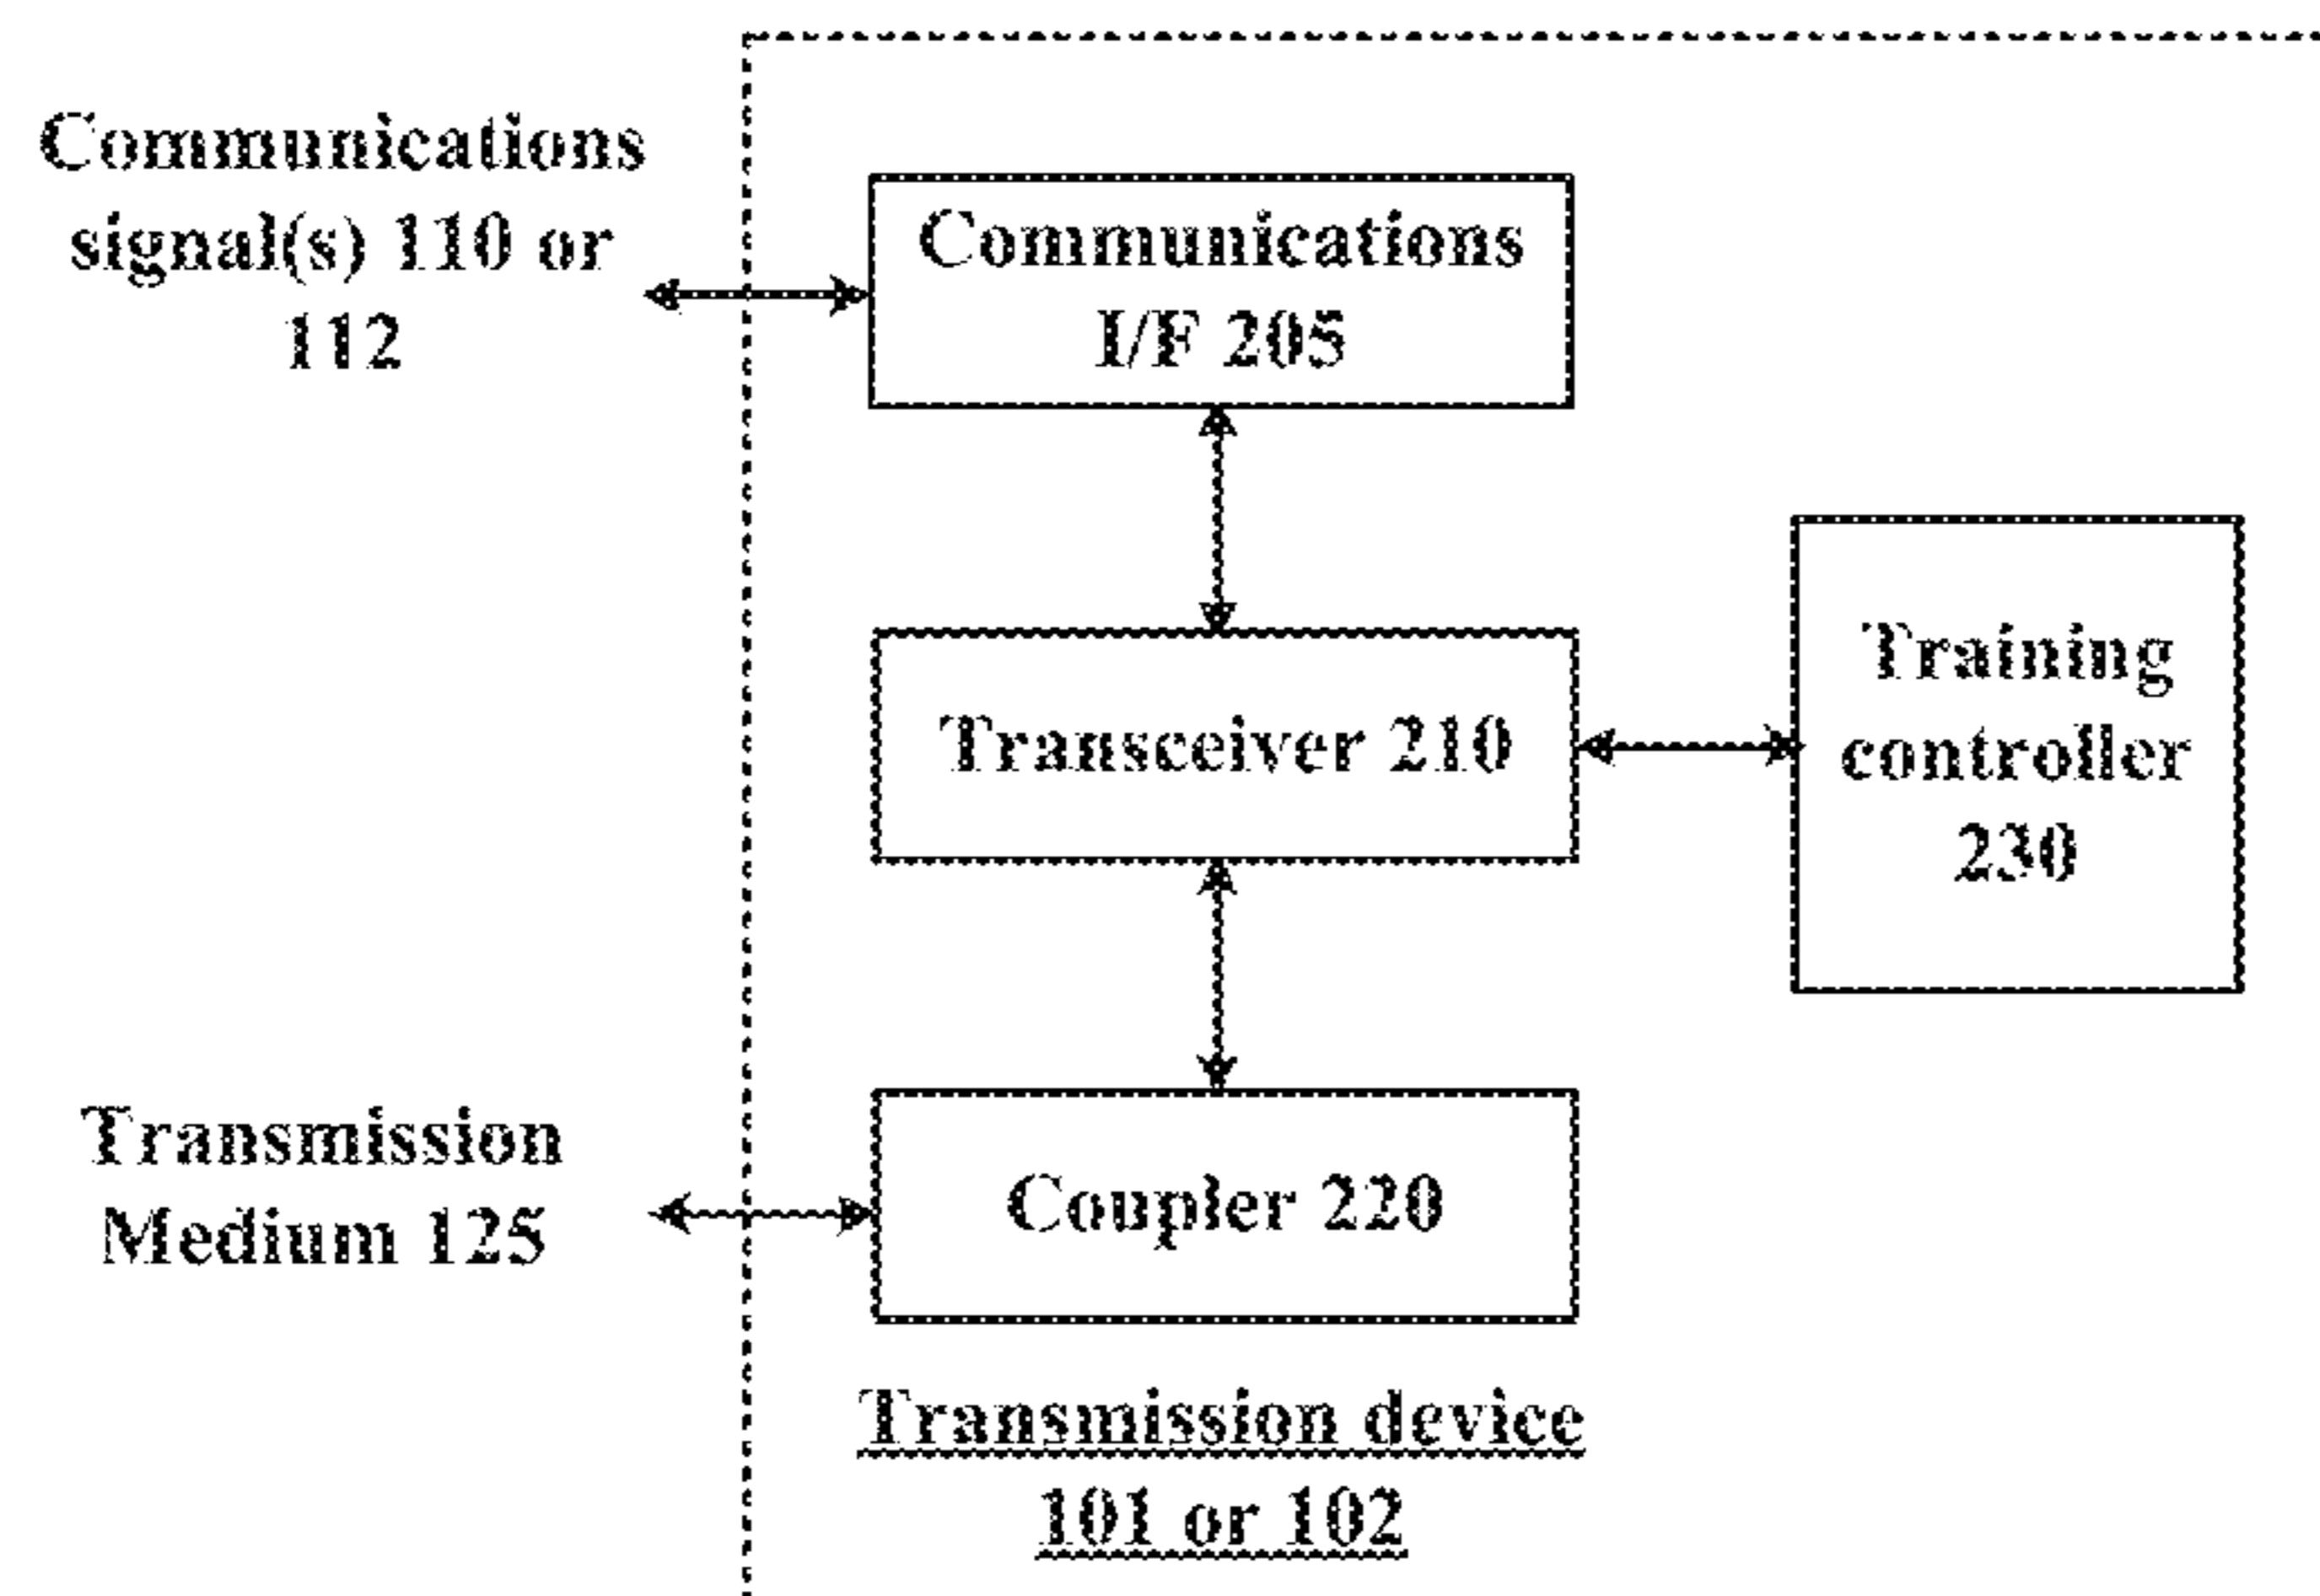 Communications
signal(s) 110 or
112
Communications
I/F 205
Transceiver 210
Training
controller
230
Transmission
Medium 125
Coupler 220
Transmission device
101 or 102